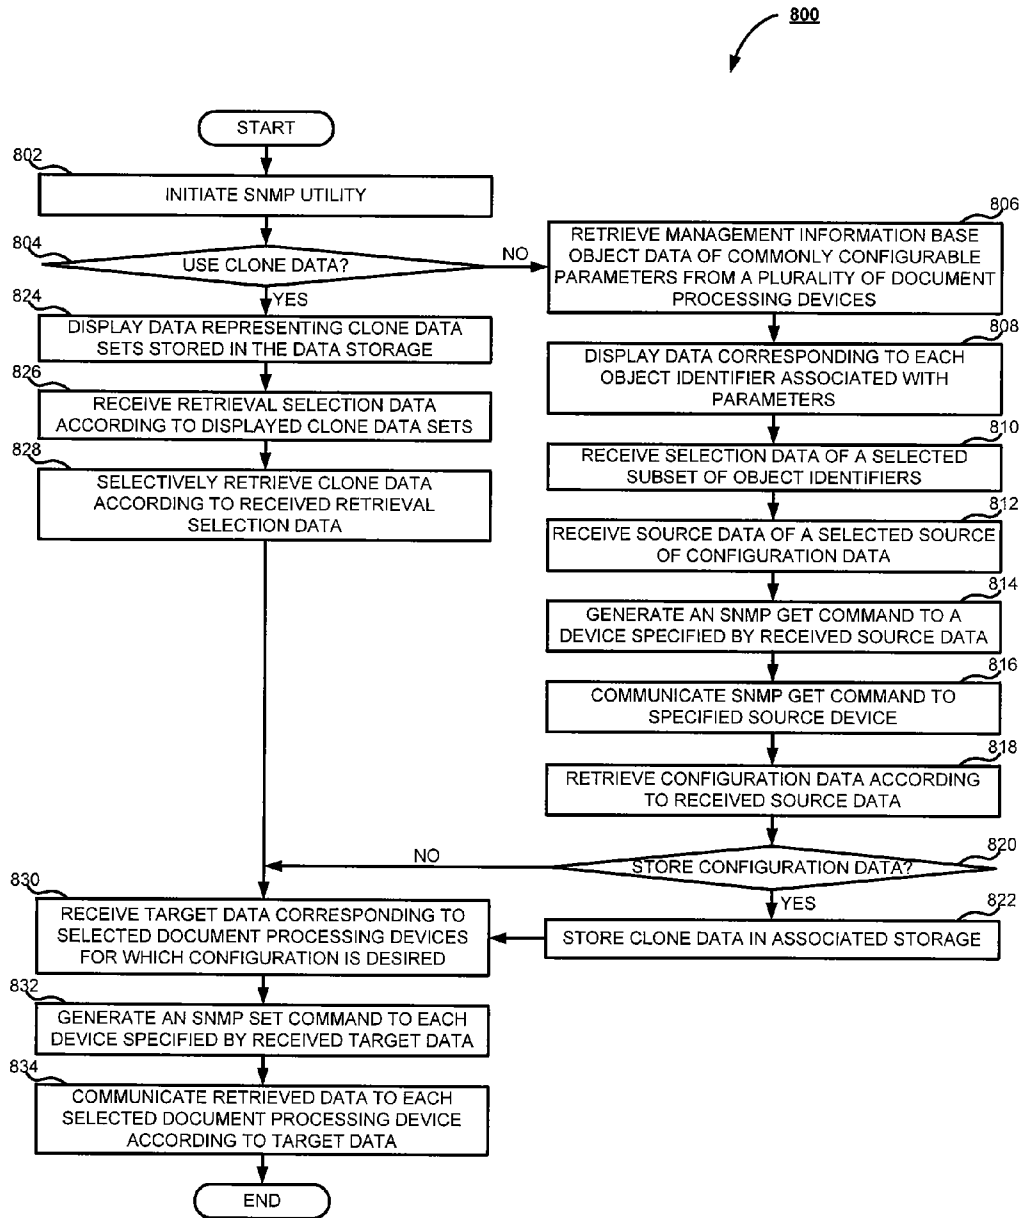 800
START
802
INITIATE SNMP UTILITY
804
USE CLONE DATA?
NO
YES
824
DISPLAY DATA REPRESENTING CLONE DATA
SETS STORED IN THE DATA STORAGE
826
RECEIVE RETRIEVAL SELECTION DATA
ACCORDING TO DISPLAYED CLONE DATA SETS
828
SELECTIVELY RETRIEVE CLONE DATA
ACCORDING TO RECEIVED RETRIEVAL
SELECTION DATA
806
RETRIEVE MANAGEMENT INFORMATION BASE
OBJECT DATA OF COMMONLY CONFIGURABLE
PARAMETERS FROM A PLURALITY OF DOCUMENT
PROCESSING DEVICES
808
DISPLAY DATA CORRESPONDING TO EACH
OBJECT IDENTIFIER ASSOCIATED WITH
PARAMETERS
810
RECEIVE SELECTION DATA OF A SELECTED
SUBSET OF OBJECT IDENTIFIERS
812
RECEIVE SOURCE DATA OF A SELECTED SOURCE
OF CONFIGURATION DATA
814
GENERATE AN SNMP GET COMMAND TO A
DEVICE SPECIFIED BY RECEIVED SOURCE DATA
816
COMMUNICATE SNMP GET COMMAND TO
SPECIFIED SOURCE DEVICE
818
RETRIEVE CONFIGURATION DATA ACCORDING
TO RECEIVED SOURCE DATA
820
STORE CONFIGURATION DATA?
NO
YES
822
STORE CLONE DATA IN ASSOCIATED STORAGE
830
RECEIVE TARGET DATA CORRESPONDING TO
SELECTED DOCUMENT PROCESSING DEVICES
FOR WHICH CONFIGURATION IS DESIRED
832
GENERATE AN SNMP SET COMMAND TO EACH
DEVICE SPECIFIED BY RECEIVED TARGET DATA
834
COMMUNICATE RETRIEVED DATA TO EACH
SELECTED DOCUMENT PROCESSING DEVICE
ACCORDING TO TARGET DATA
END